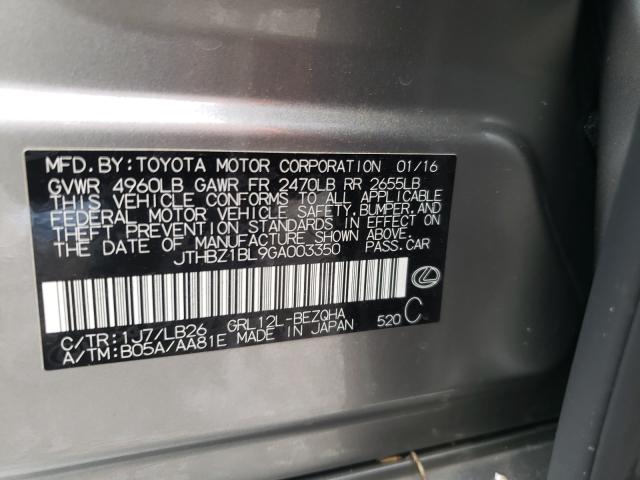 MFD.BY:TOYOTA MOTOR CORPORATION 01/16
GVWR 4960LB GAWR FR 2470LB RR 2655LB
THIS VEHICLE CONFORMS TO ALL APPLICABLE
FEDERAL MOTOR VEHICLE SAFETY,BUMPER,AND
THEFT PREVENTION STANDARDS IN EFFECT ON
THE DATE OF MANUFACTURE SHOWN ABOVE.
JTHBZ1BL9GA003350 PASS.CAR
C/TR:1J7/LB26 GRL12L-BEZQHA 520 C
A/TM:B05A/AA81E MADE IN JAPAN